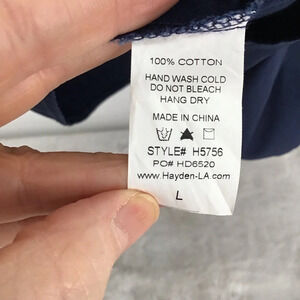 100% COTTON
HAND WASH COLD
DO NOT BLEACH
HANG DRY
MADE IN CHINA
STYLE# H5756
PO# HD6520
www.Hayden-LA.com
L